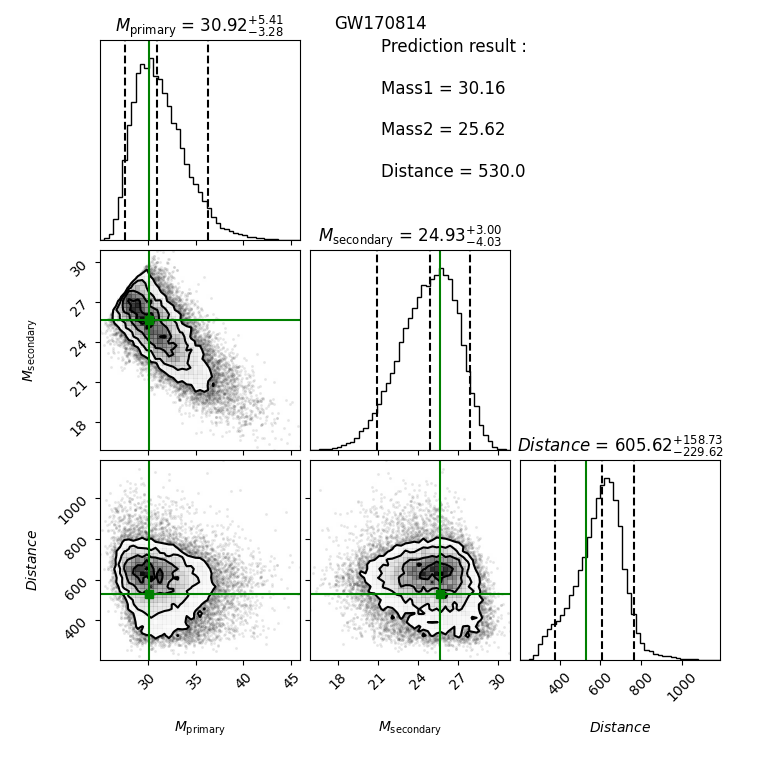 M_primary = 30.92 +5.41 −3.28
GW170814
Prediction result :
Mass1 = 30.16
Mass2 = 25.62
Distance = 530.0
M_secondary = 24.93 +3.00 −4.03
30
27
24
21
18
M_secondary
Distance = 605.62 +158.73 −229.62
1000
800
600
400
Distance
30 35 40 45
18 21 24 27 30
400 600 800 1000
M_primary
M_secondary
Distance